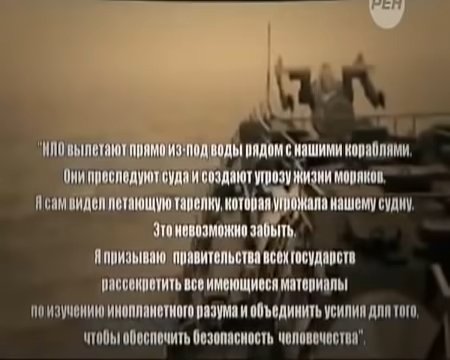 РЕН
"НЛО вылетают прямо из-под воды рядом с нашими кораблями.
Они преследуют суда и создают угрозу жизни моряков.
Я сам видел летающую тарелку, которая угрожала нашему судну.
Это невозможно забыть.
Я призываю правительства всех государств
рассекретить все имеющиеся материалы
по изучению инопланетного разума и объединить усилия для того,
чтобы обеспечить безопасность человечества".